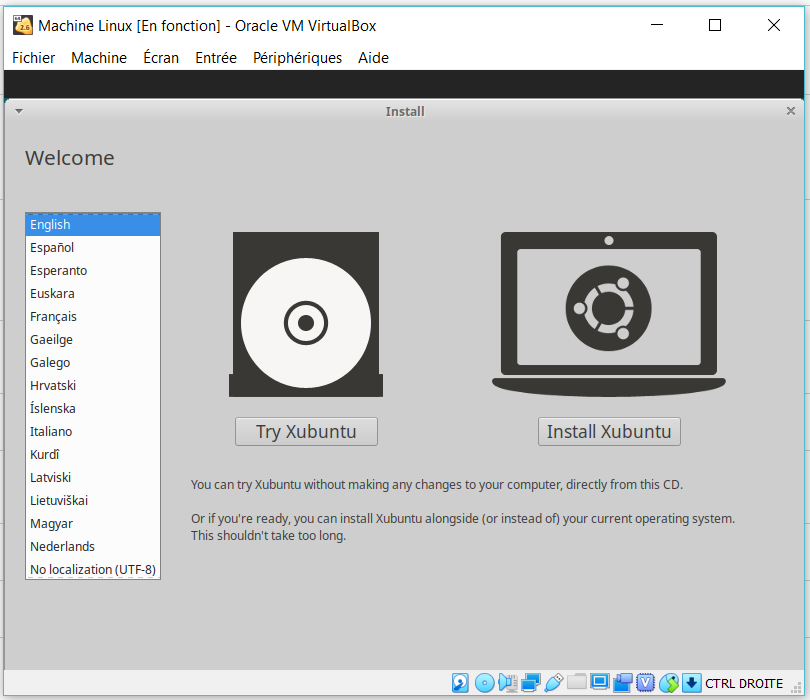 Machine Linux [En fonction] - Oracle VM VirtualBox
Fichier Machine Écran Entrée Périphériques Aide
Install
Welcome
English
Español
Esperanto
Euskara
Français
Gaeilge
Galego
Hrvatski
Íslenska
Italiano
Kurdî
Latviski
Lietuviškai
Magyar
Nederlands
No localization (UTF-8)
Try Xubuntu
Install Xubuntu
You can try Xubuntu without making any changes to your computer, directly from this CD.
Or if you're ready, you can install Xubuntu alongside (or instead of) your current operating system.
This shouldn't take too long.
CTRL DROITE